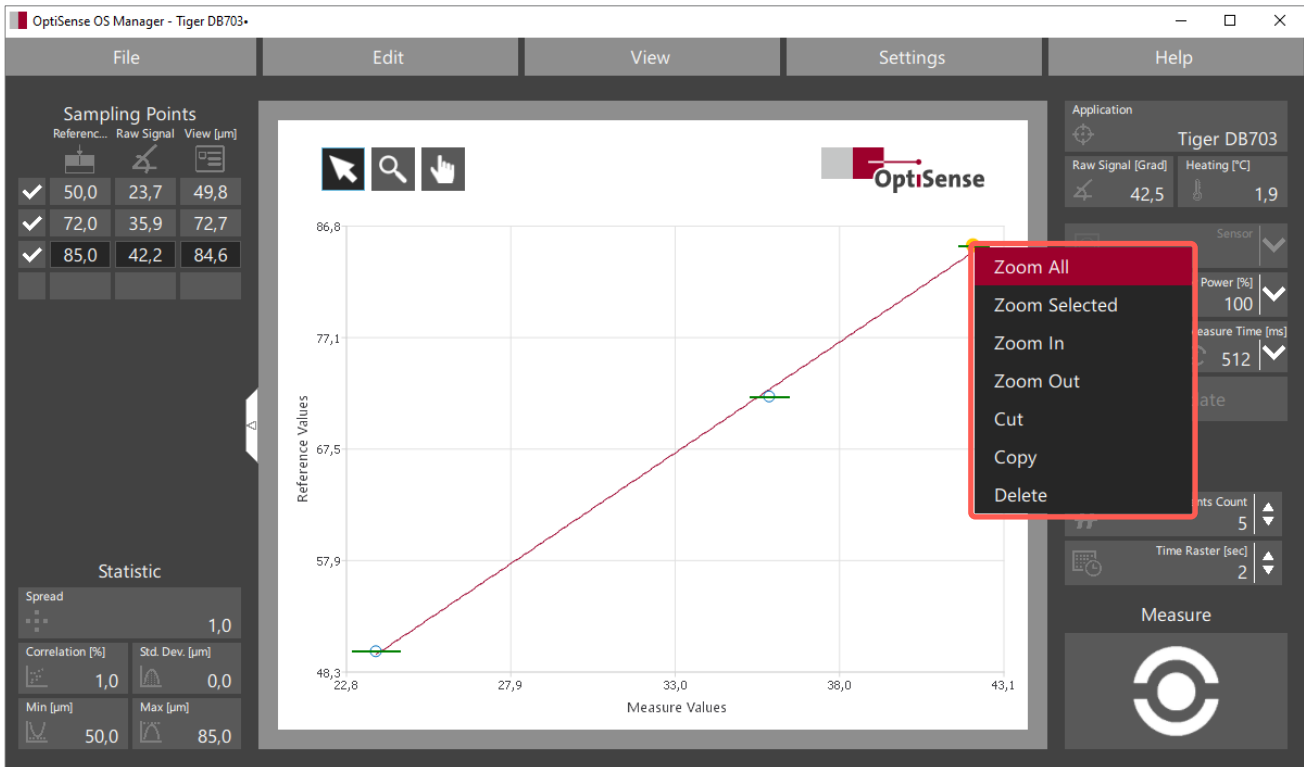 OptiSense OS Manager - Tiger DB703•
File Edit View Settings Help
Sampling Points
Referenc... Raw Signal View [µm]
50,0 23,7 49,8
72,0 35,9 72,7
85,0 42,2 84,6
Statistic
Spread
1,0
Correlation [%] Std. Dev. [µm]
1,0 0,0
Min [µm] Max [µm]
50,0 85,0
OptiSense
86,8
77,1
67,5
57,9
48,3
Reference Values
22,8 27,9 33,0 38,0 43,1
Measure Values
Zoom All
Zoom Selected
Zoom In
Zoom Out
Cut
Copy
Delete
Application
Tiger DB703
Raw Signal [Grad] Heating [°C]
42,5 1,9
Sensor
Power [%]
100
easure Time [ms]
512
ate
nts Count
5
Time Raster [sec]
2
Measure